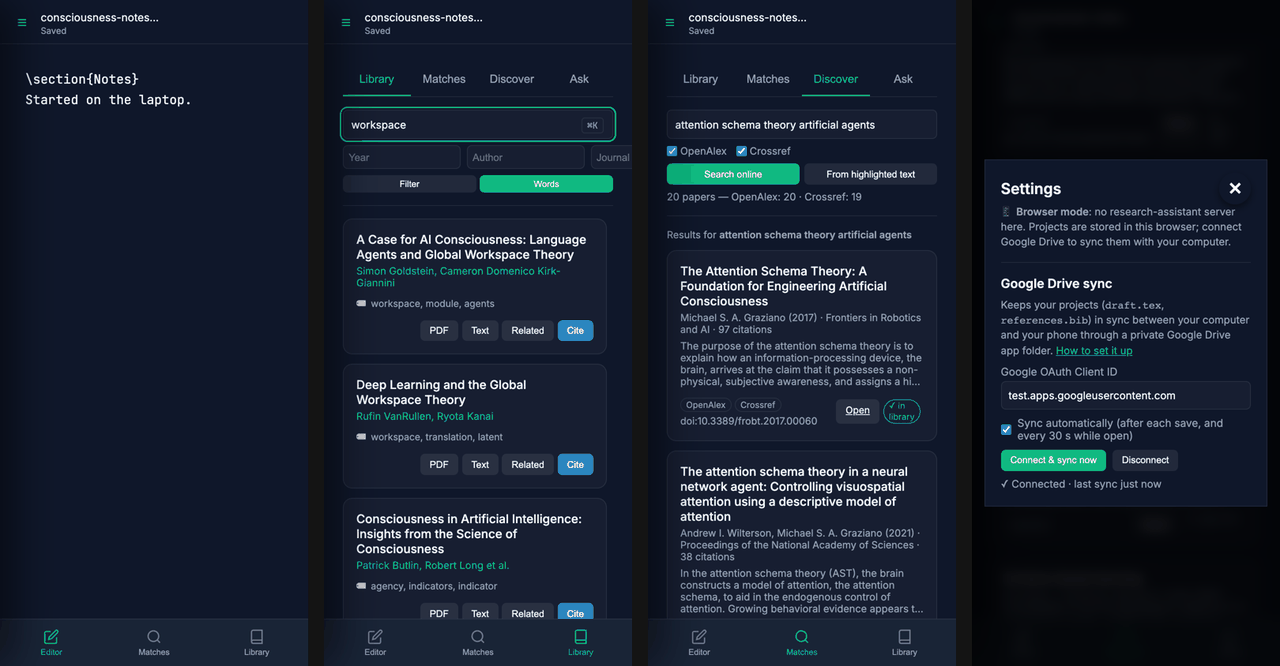 consciousness-notes...
Saved
\section{Notes}
Started on the laptop.
Editor
Matches
Library
consciousness-notes...
Saved
Library
Matches
Discover
Ask
workspace
⌘K
Year
Author
Journal
Filter
Words
A Case for AI Consciousness: Language
Agents and Global Workspace Theory
Simon Goldstein, Cameron Domenico Kirk-
Giannini
workspace, module, agents
PDF
Text
Related
Cite
Deep Learning and the Global
Workspace Theory
Rufin VanRullen, Ryota Kanai
workspace, translation, latent
PDF
Text
Related
Cite
Consciousness in Artificial Intelligence:
Insights from the Science of
Consciousness
Patrick Butlin, Robert Long et al.
agency, indicators, indicator
PDF
Text
Related
Cite
Editor
Matches
Library
consciousness-notes...
Saved
Library
Matches
Discover
Ask
attention schema theory artificial agents
OpenAlex
Crossref
Search online
From highlighted text
20 papers — OpenAlex: 20 · Crossref: 19
Results for attention schema theory artificial agents
The Attention Schema Theory: A
Foundation for Engineering Artificial
Consciousness
Michael S. A. Graziano (2017) · Frontiers in Robotics
and AI · 97 citations
The purpose of the attention schema theory is to
explain how an information-processing device, the
brain, arrives at the claim that it possesses a non-
physical, subjective awareness, and assigns a hi...
OpenAlex
Crossref
doi:10.3389/frobt.2017.00060
Open
✓ in
library
The attention schema theory in a neural
network agent: Controlling visuospatial
attention using a descriptive model of
attention
Andrew I. Wilterson, Michael S. A. Graziano (2021) ·
Proceedings of the National Academy of Sciences ·
38 citations
In the attention schema theory (AST), the brain
constructs a model of attention, the attention
schema, to aid in the endogenous control of
attention. Growing behavioral evidence appears t...
Editor
Matches
Library
Settings
Browser mode: no research-assistant server
here. Projects are stored in this browser; connect
Google Drive to sync them with your computer.
Google Drive sync
Keeps your projects (draft.tex,
references.bib) in sync between your computer
and your phone through a private Google Drive
app folder. How to set it up
Google OAuth Client ID
test.apps.googleusercontent.com
Sync automatically (after each save, and
every 30 s while open)
Connect & sync now
Disconnect
✓ Connected · last sync just now